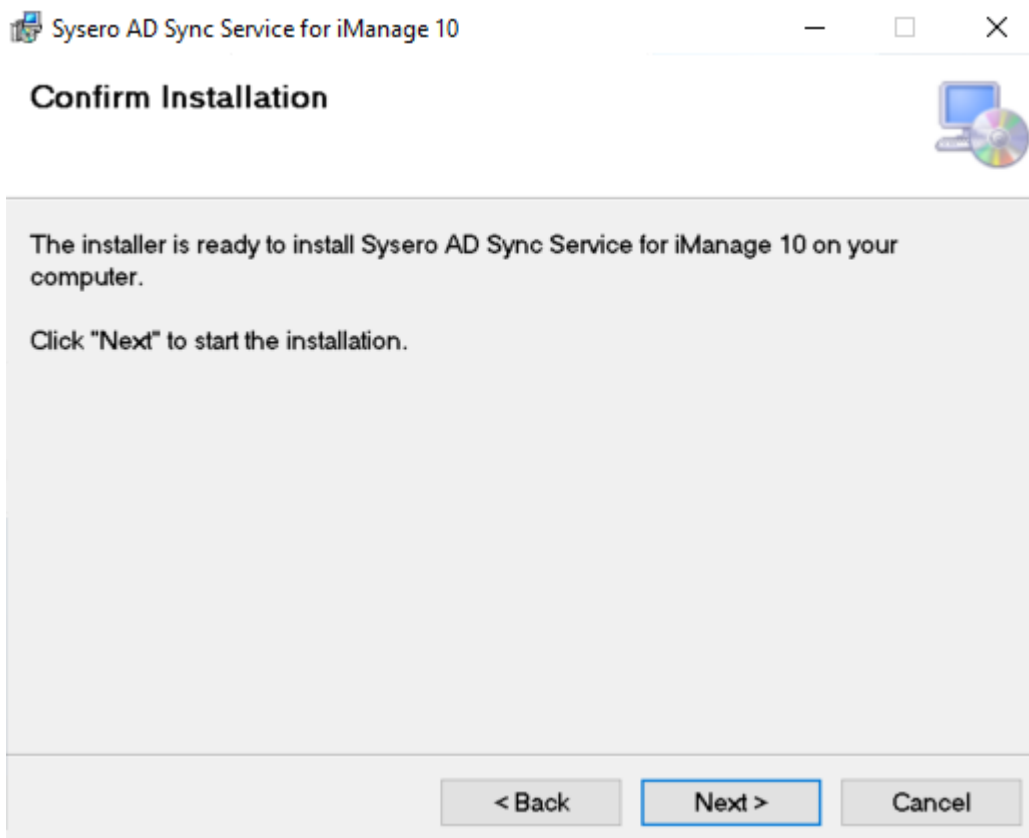 Sysero AD Sync Service for iManage 10
Confirm Installation
The installer is ready to install Sysero AD Sync Service for iManage 10 on your
computer.
Click "Next" to start the installation.
< Back
Next >
Cancel